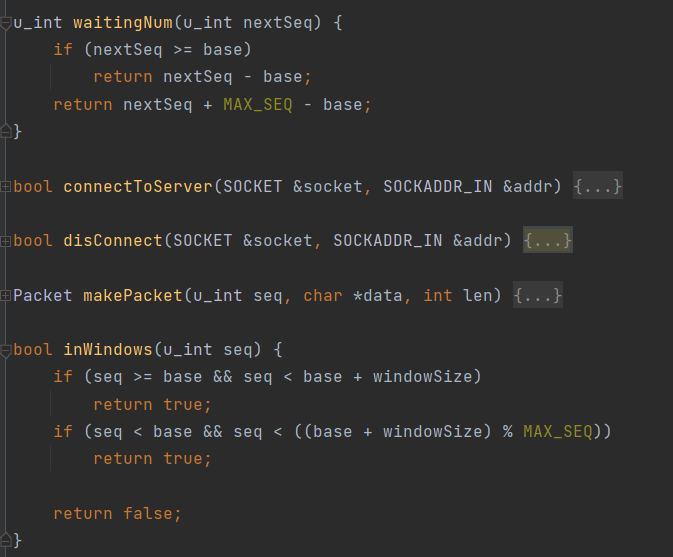 u_int waitingNum(u_int nextSeq) {
    if (nextSeq >= base)
        return nextSeq - base;
    return nextSeq + MAX_SEQ - base;
}
bool connectToServer(SOCKET &socket, SOCKADDR_IN &addr) {...}
bool disConnect(SOCKET &socket, SOCKADDR_IN &addr) {...}
Packet makePacket(u_int seq, char *data, int len) {...}
bool inWindows(u_int seq) {
    if (seq >= base && seq < base + windowSize)
        return true;
    if (seq < base && seq < ((base + windowSize) % MAX_SEQ))
        return true;
    return false;
}